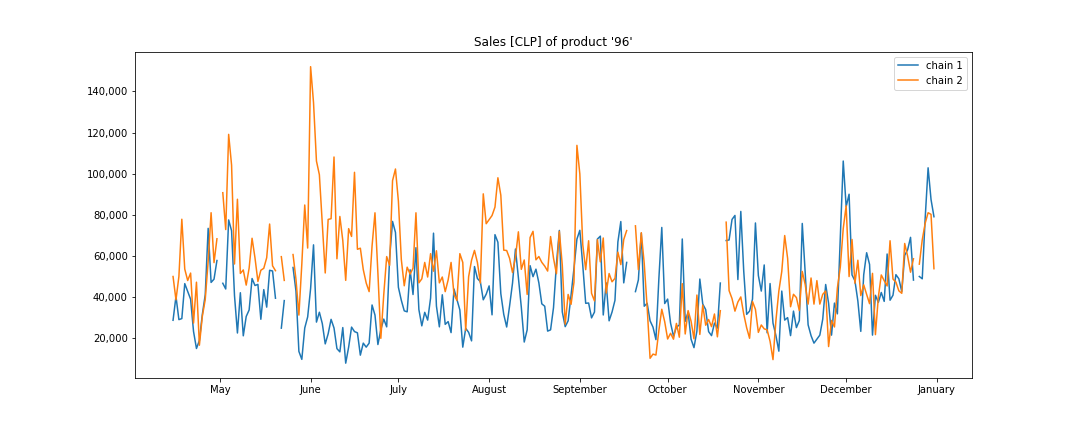 Sales [CLP] of product '96'
chain 1
chain 2
140,000
120,000
100,000
80,000
60,000
40,000
20,000
May June July August September October November December January